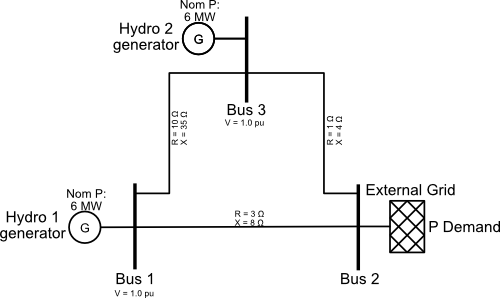 Nom P:
6 MW
Hydro 2
generator
G
Bus 3
V = 1.0 pu
R = 10 Ω
X = 35 Ω
R = 1 Ω
X = 4 Ω
Nom P:
6 MW
Hydro 1
generator
G
R = 3 Ω
X = 8 Ω
External Grid
P Demand
Bus 1
V = 1.0 pu
Bus 2